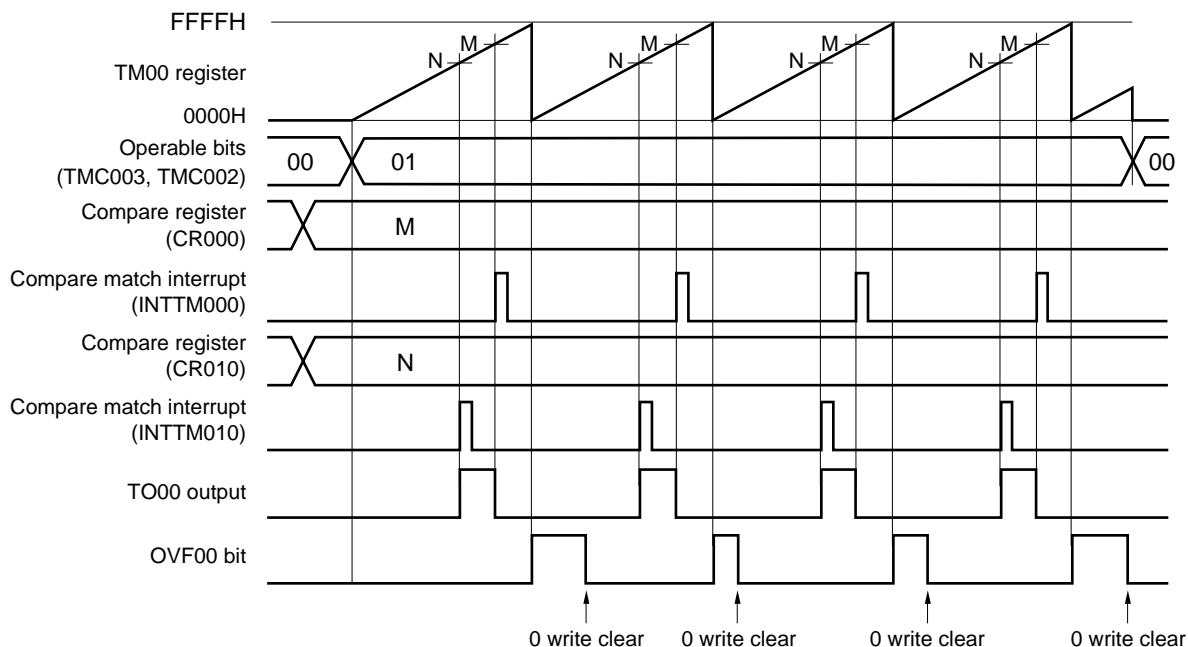 FFFFH
TM00 register
0000H
N M N M N M N M
Operable bits
(TMC003, TMC002)
00 01 00
Compare register
(CR000)
M
Compare match interrupt
(INTTM000)
Compare register
(CR010)
N
Compare match interrupt
(INTTM010)
TO00 output
OVF00 bit
0 write clear 0 write clear 0 write clear 0 write clear